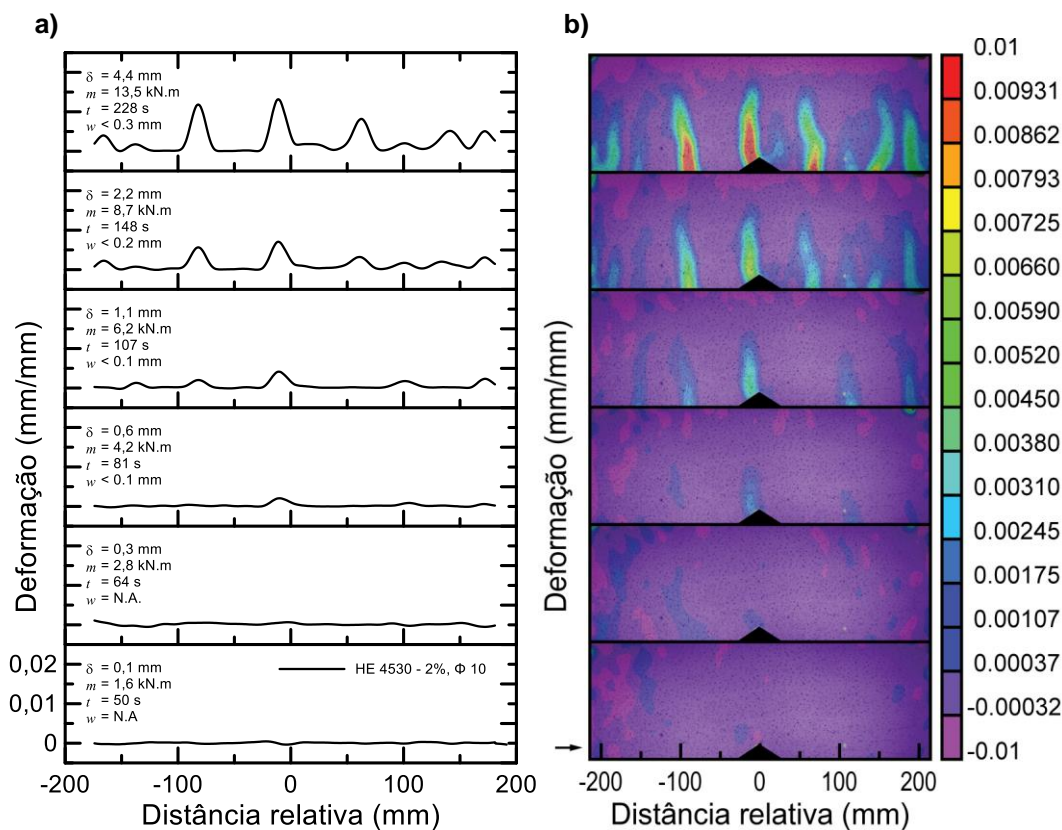 a)
δ = 4,4 mm
m = 13,5 kN.m
t = 228 s
w < 0.3 mm
δ = 2,2 mm
m = 8,7 kN.m
t = 148 s
w < 0.2 mm
δ = 1,1 mm
m = 6,2 kN.m
t = 107 s
w < 0.1 mm
δ = 0,6 mm
m = 4,2 kN.m
t = 81 s
w < 0.1 mm
δ = 0,3 mm
m = 2,8 kN.m
t = 64 s
w = N.A.
δ = 0,1 mm
m = 1,6 kN.m
t = 50 s
w = N.A
HE 4530 - 2%, Φ 10
0,02
0,01
0
Deformação (mm/mm)
-200 -100 0 100 200
Distância relativa (mm)
b)
Deformação (mm/mm)
-200 -100 0 100 200
Distância relativa (mm)
0.01
0.00931
0.00862
0.00793
0.00725
0.00660
0.00590
0.00520
0.00450
0.00380
0.00310
0.00245
0.00175
0.00107
0.00037
-0.00032
-0.01